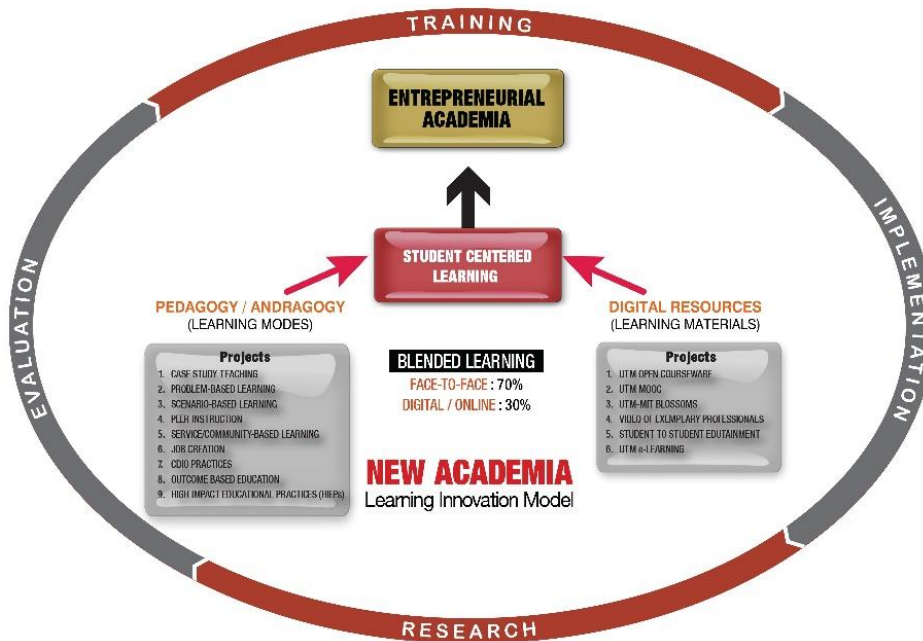 TRAINING
ENTREPRENEURIAL
ACADEMIA
STUDENT CENTERED
LEARNING
EVALUATION
IMPLEMENTATION
PEDAGOGY / ANDRAGOGY
(LEARNING MODES)
Projects
1. CASE STUDY TEACHING
2. PROBLEM-BASED LEARNING
3. SCENARIO-BASED LEARNING
4. PEER INSTRUCTION
5. SERVICE/COMMUNITY-BASED LEARNING
6. JOB CREATION
7. CDIO PRACTICES
8. OUTCOME BASED EDUCATION
9. HIGH IMPACT EDUCATIONAL PRACTICES (HIEPs)
BLENDED LEARNING
FACE-TO-FACE : 70%
DIGITAL / ONLINE : 30%
NEW ACADEMIA
Learning Innovation Model
DIGITAL RESOURCES
(LEARNING MATERIALS)
Projects
1. UTM OPEN COURSEWARE
2. UTM MOOC
3. UTM-MIT BLOSSOMS
4. VIDEO OF EXEMPLARY PROFESSIONALS
5. STUDENT TO STUDENT EDUTAINMENT
6. UTM e-LEARNING
RESEARCH